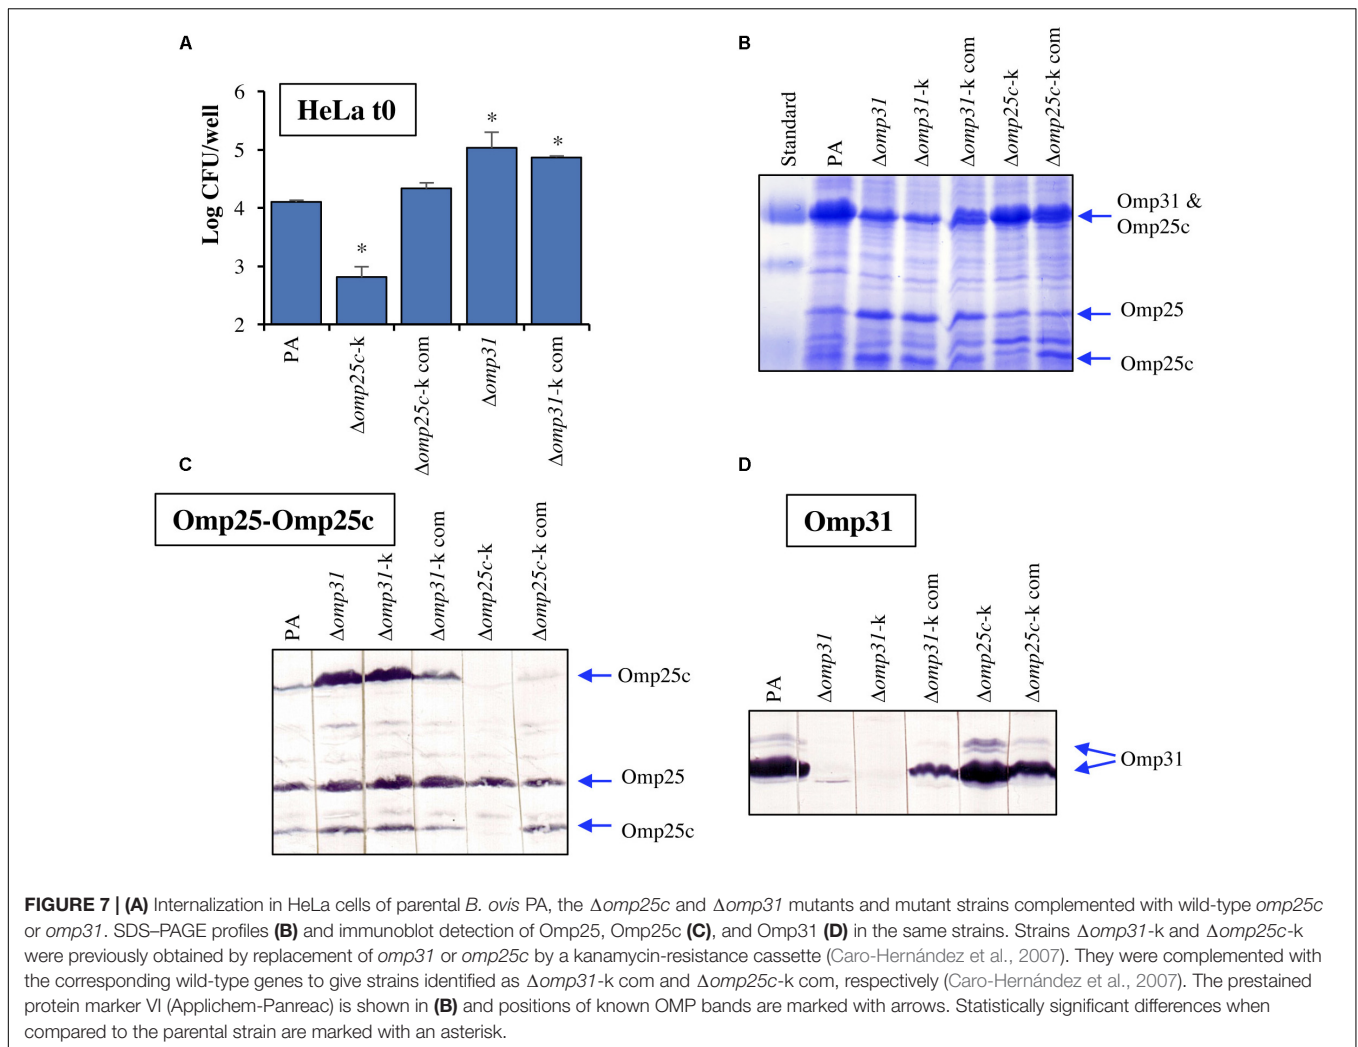 A
HeLa t0
Log CFU/well
6
5
4
3
2
*
*
*
PA
Δomp25c-k
Δomp25c-k com
Δomp31
Δomp31-k com
B
Standard
PA
Δomp31
Δomp31-k
Δomp31-k com
Δomp25c-k
Δomp25c-k com
Omp31 &
Omp25c
Omp25
Omp25c
C
Omp25-Omp25c
PA
Δomp31
Δomp31-k
Δomp31-k com
Δomp25c-k
Δomp25c-k com
Omp25c
Omp25
Omp25c
D
Omp31
PA
Δomp31
Δomp31-k
Δomp31-k com
Δomp25c-k
Δomp25c-k com
Omp31
FIGURE 7 | (A) Internalization in HeLa cells of parental B. ovis PA, the Δomp25c and Δomp31 mutants and mutant strains complemented with wild-type omp25c
or omp31. SDS–PAGE profiles (B) and immunoblot detection of Omp25, Omp25c (C), and Omp31 (D) in the same strains. Strains Δomp31-k and Δomp25c-k
were previously obtained by replacement of omp31 or omp25c by a kanamycin-resistance cassette (Caro-Hernández et al., 2007). They were complemented with
the corresponding wild-type genes to give strains identified as Δomp31-k com and Δomp25c-k com, respectively (Caro-Hernández et al., 2007). The prestained
protein marker VI (Applichem-Panreac) is shown in (B) and positions of known OMP bands are marked with arrows. Statistically significant differences when
compared to the parental strain are marked with an asterisk.